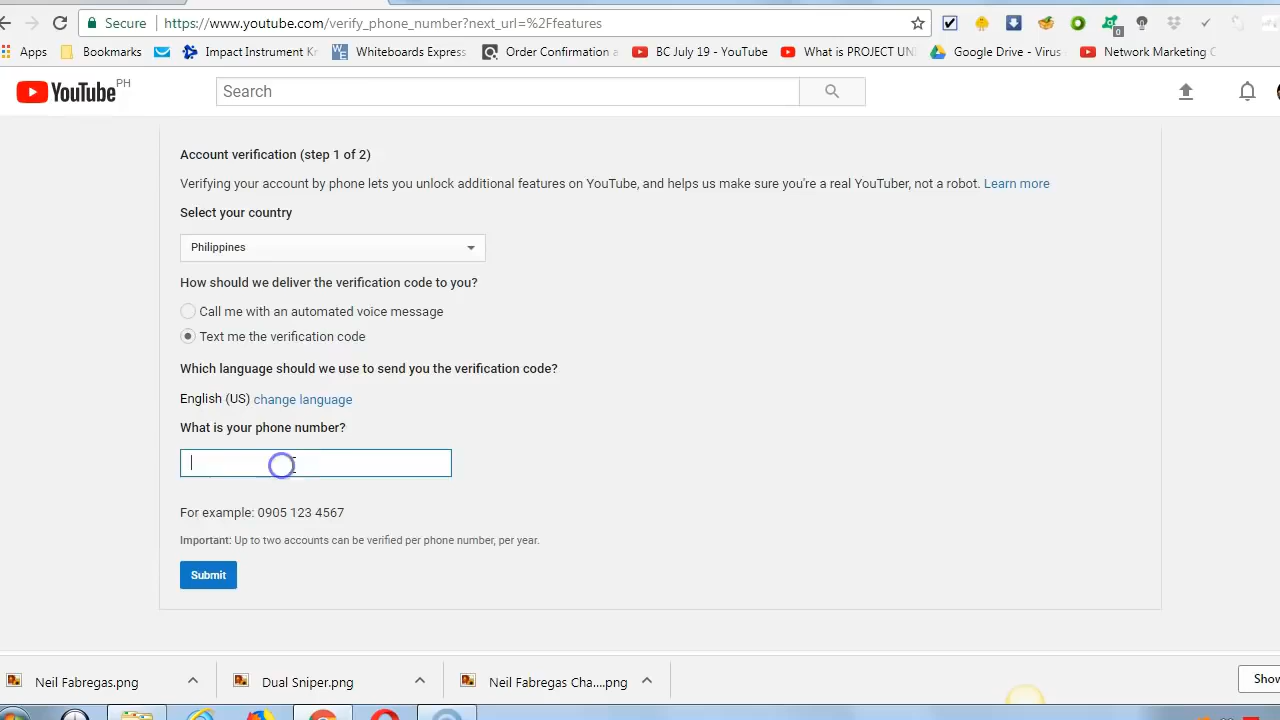 Secure
https://www.youtube.com/verify_phone_number?next_url=%2Ffeatures
0
Apps
Bookmarks
Impact Instrument Kr
Whiteboards Express
Order Confirmation a
BC July 15 - YouTube
What is PROJECT UNI
Google Drive - Virus
Network Marketing C
YouTube PH
Search
Account verification (step 1 of 2)
Verifying your account by phone lets you unlock additional features on YouTube, and helps us make sure you're a real YouTuber, not a robot. Learn more
Select your country
Philippines
How should we deliver the verification code to you?
Call me with an automated voice message
Text me the verification code
Which language should we use to send you the verification code?
English (US) change language
What is your phone number?
For example: 0905 123 4567
Important: Up to two accounts can be verified per phone number, per year.
Submit
Neil Fabregas.png
Dual Sniper.png
Neil Fabregas Cha....png
Show